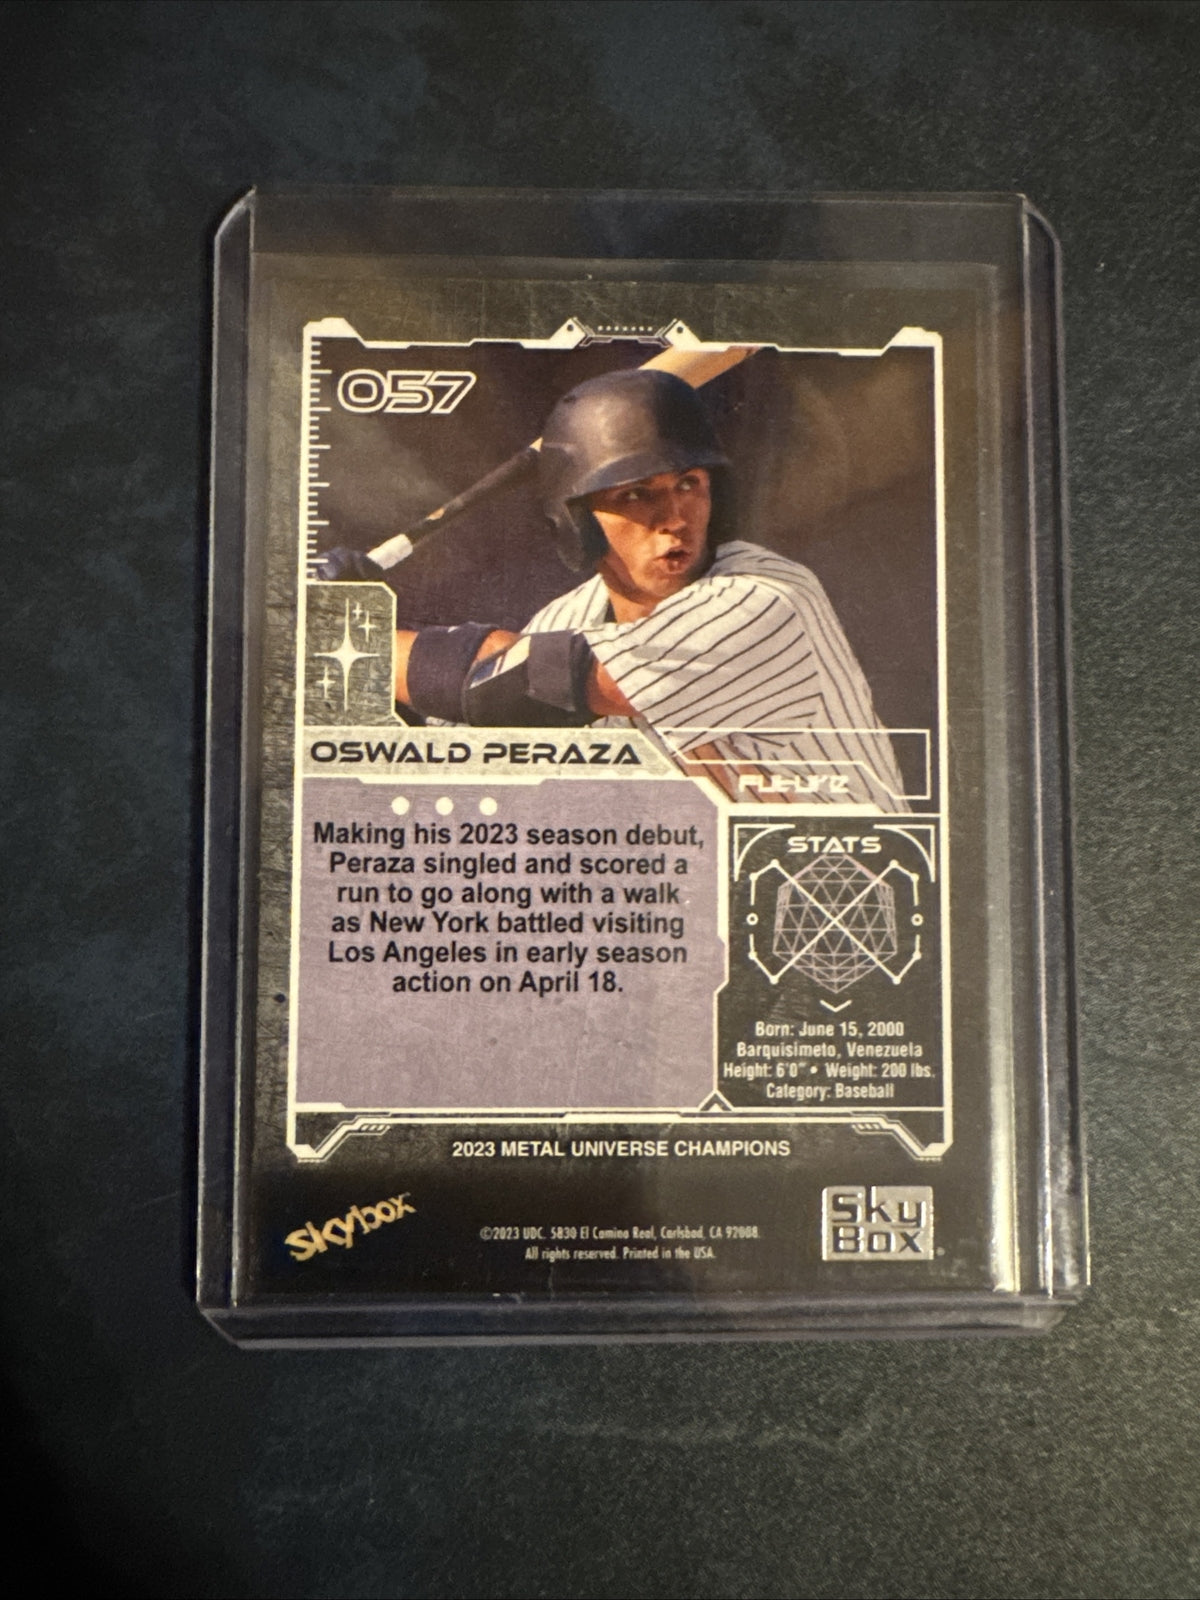 057
OSWALD PERAZA
FUTURE
Making his 2023 season debut,
Peraza singled and scored a
run to go along with a walk
as New York battled visiting
Los Angeles in early season
action on April 18.
STATS
Born: June 15, 2000
Barquisimeto, Venezuela
Height: 6'0" • Weight: 200 lbs.
Category: Baseball
2023 METAL UNIVERSE CHAMPIONS
skybox
©2023 UDC. 5830 El Camino Real, Carlsbad, CA 92008.
All rights reserved. Printed in the USA.
Sky
Box